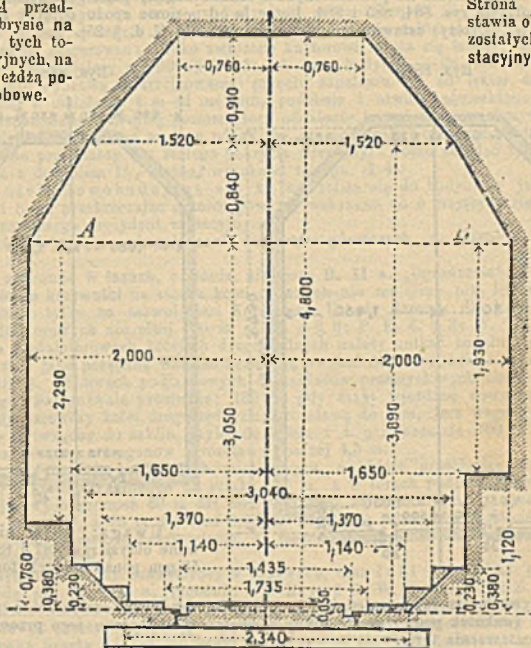 przed-
brysie na
tych to-
cyjnych, na
eżdżą po-
obowe.
Strona
stawia o
zostałych
stacyjny
0,760 0,760
0,910
1.520 1,520
0,840
A
4,800
2,000 2,000
1,930
2,290
3,050
3,890
1,650 1,650
3,040
1,370 1,370
1,140 1,140
1,435
1,735
0,050
0,760
0,380
0,230
1,120
0,380
0,230
2,340